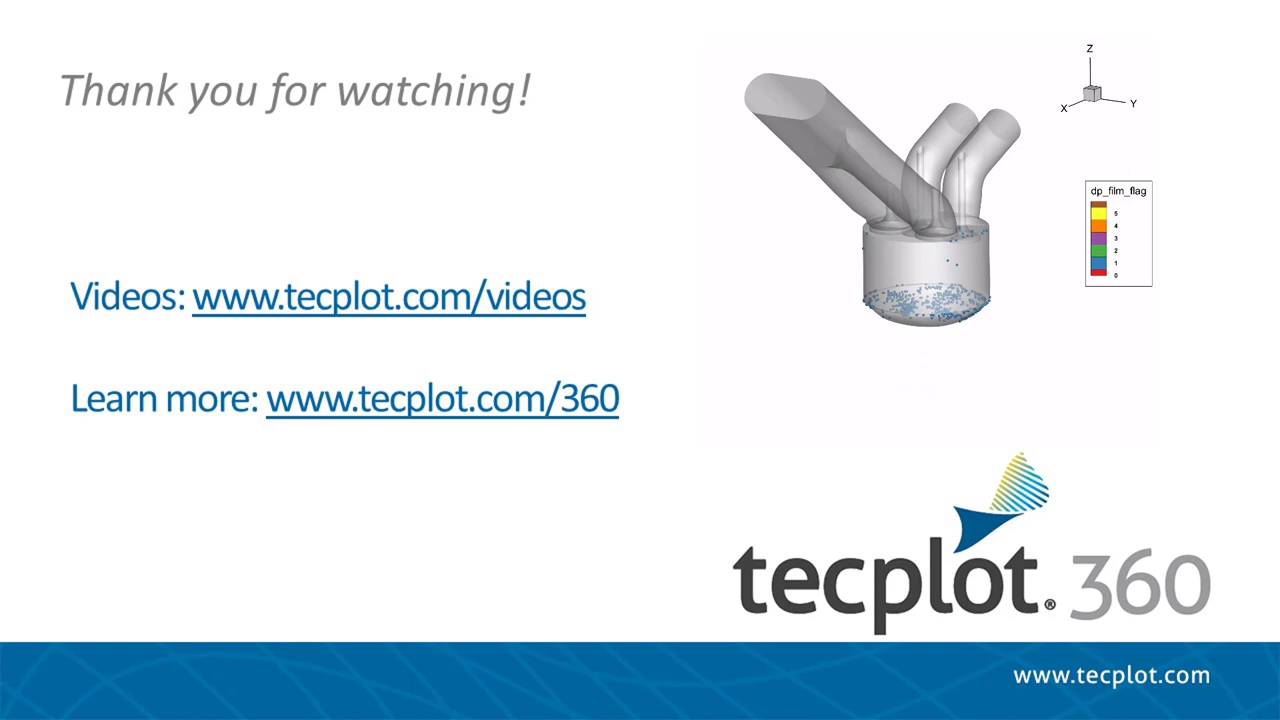 Thank you for watching!
Videos: www.tecplot.com/videos
Learn more: www.tecplot.com/360
Z
X
Y
dp_film_flag
5
4
3
2
1
0
tecplot® 360
www.tecplot.com